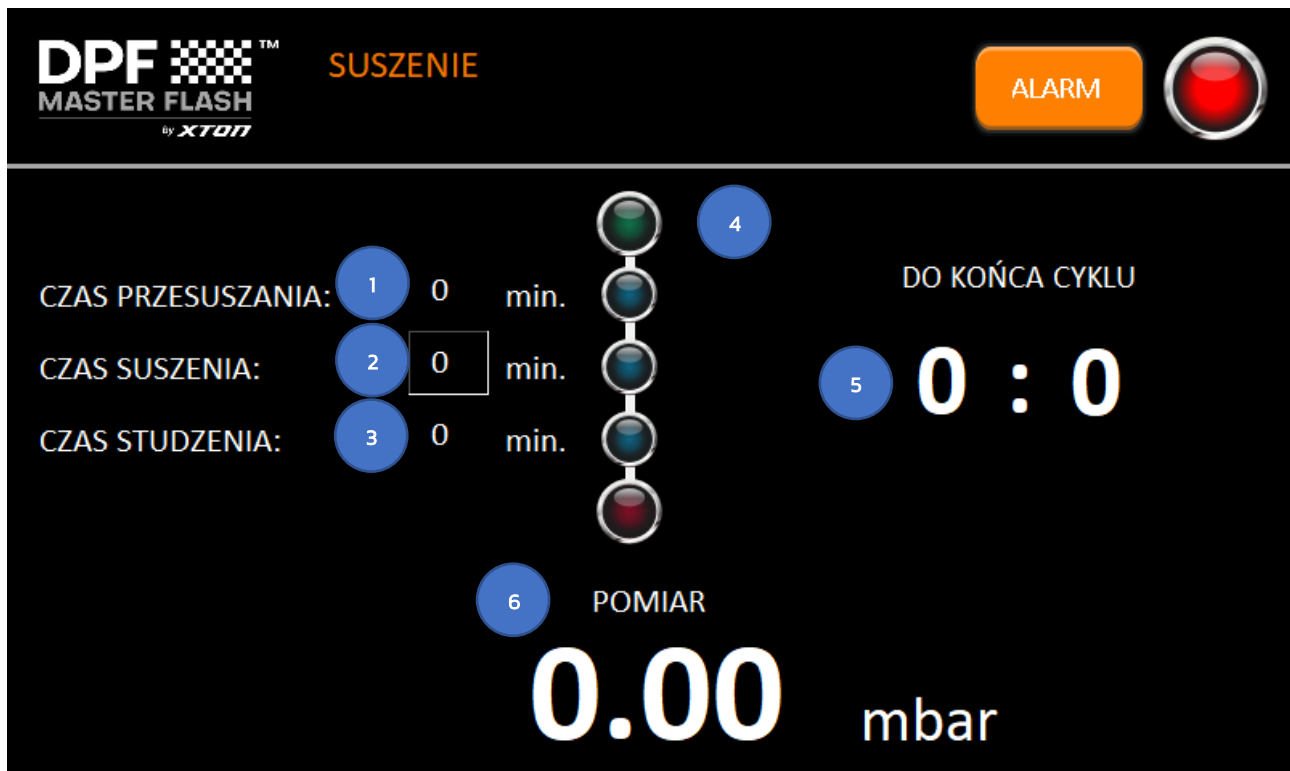 DPF ™
MASTER FLASH
by XTON
SUSZENIE
ALARM
4
DO KOŃCA CYKLU
CZAS PRZESUSZANIA: 1 0 min.
CZAS SUSZENIA: 2 0 min.
5 0 : 0
CZAS STUDZENIA: 3 0 min.
6 POMIAR
0.00 mbar